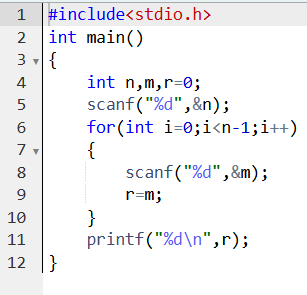 1 #include<stdio.h>
2 int main()
3 {
4 int n,m,r=0;
5 scanf("%d",&n);
6 for(int i=0;i<n-1;i++)
7 {
8 scanf("%d",&m);
9 r=m;
10 }
11 printf("%d\n",r);
12 }